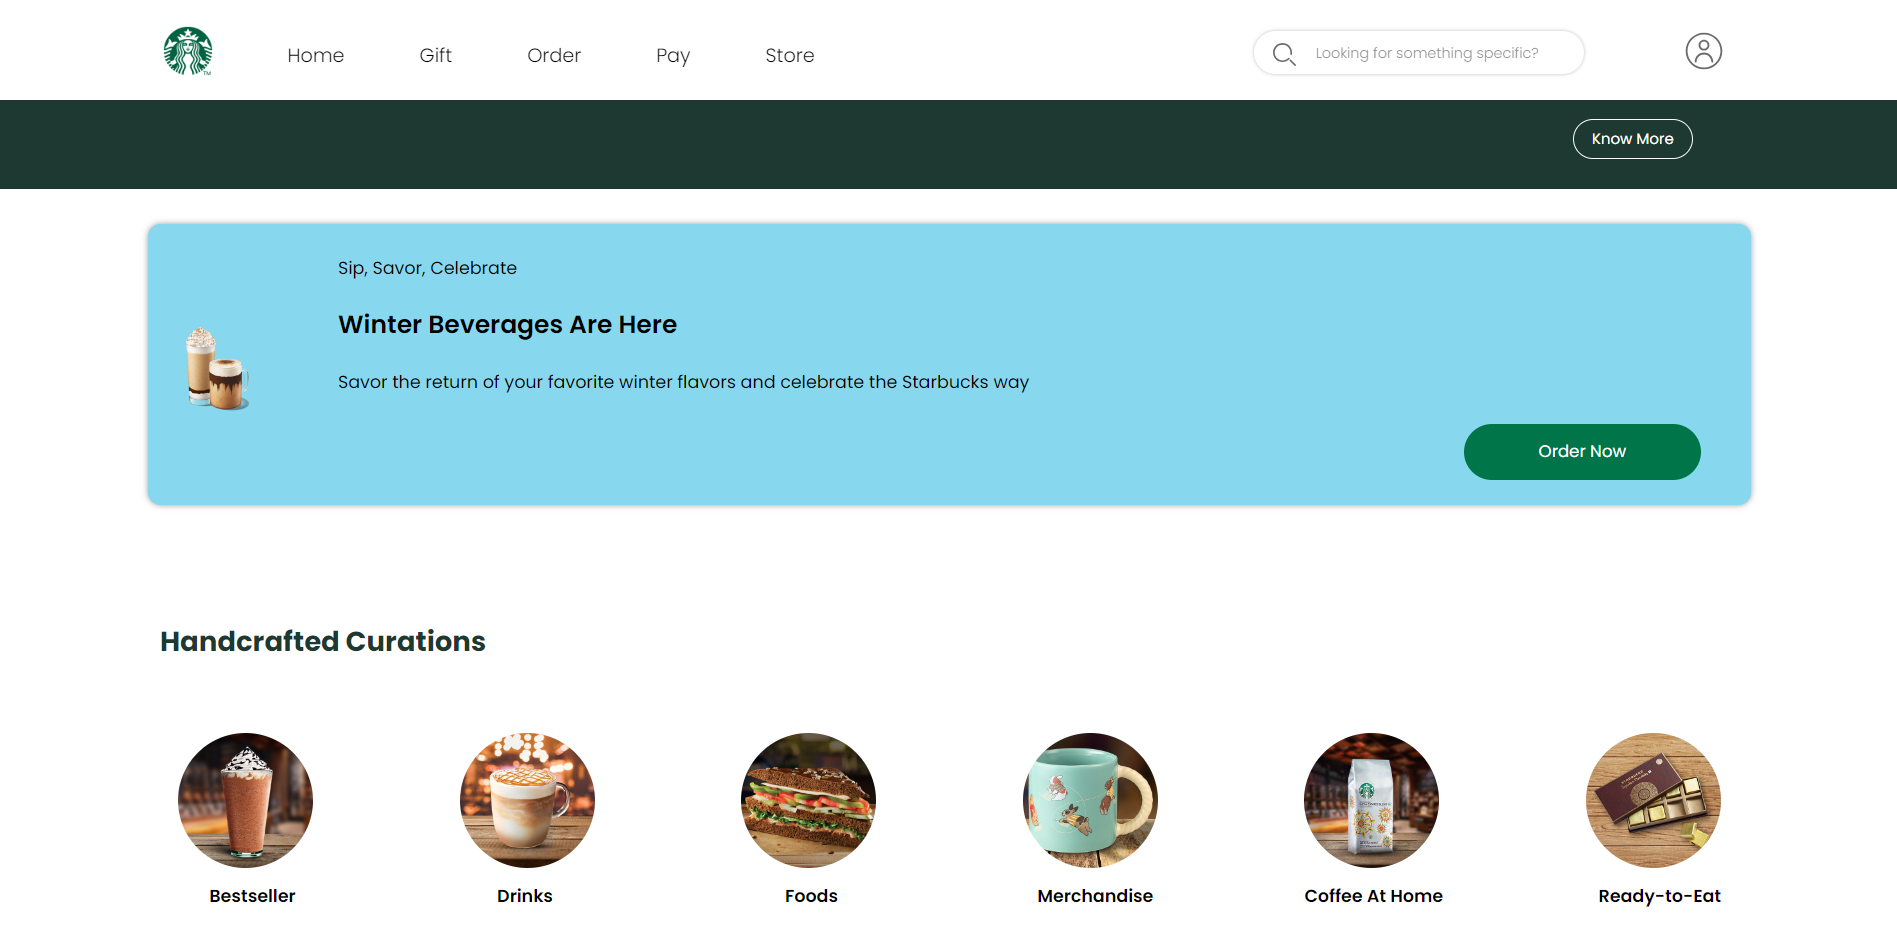 Home Gift Order Pay Store Looking for something specific?
TM
Know More
Sip, Savor, Celebrate
Winter Beverages Are Here
Savor the return of your favorite winter flavors and celebrate the Starbucks way
Order Now
Handcrafted Curations
Bestseller Drinks Foods Merchandise Coffee At Home Ready-to-Eat